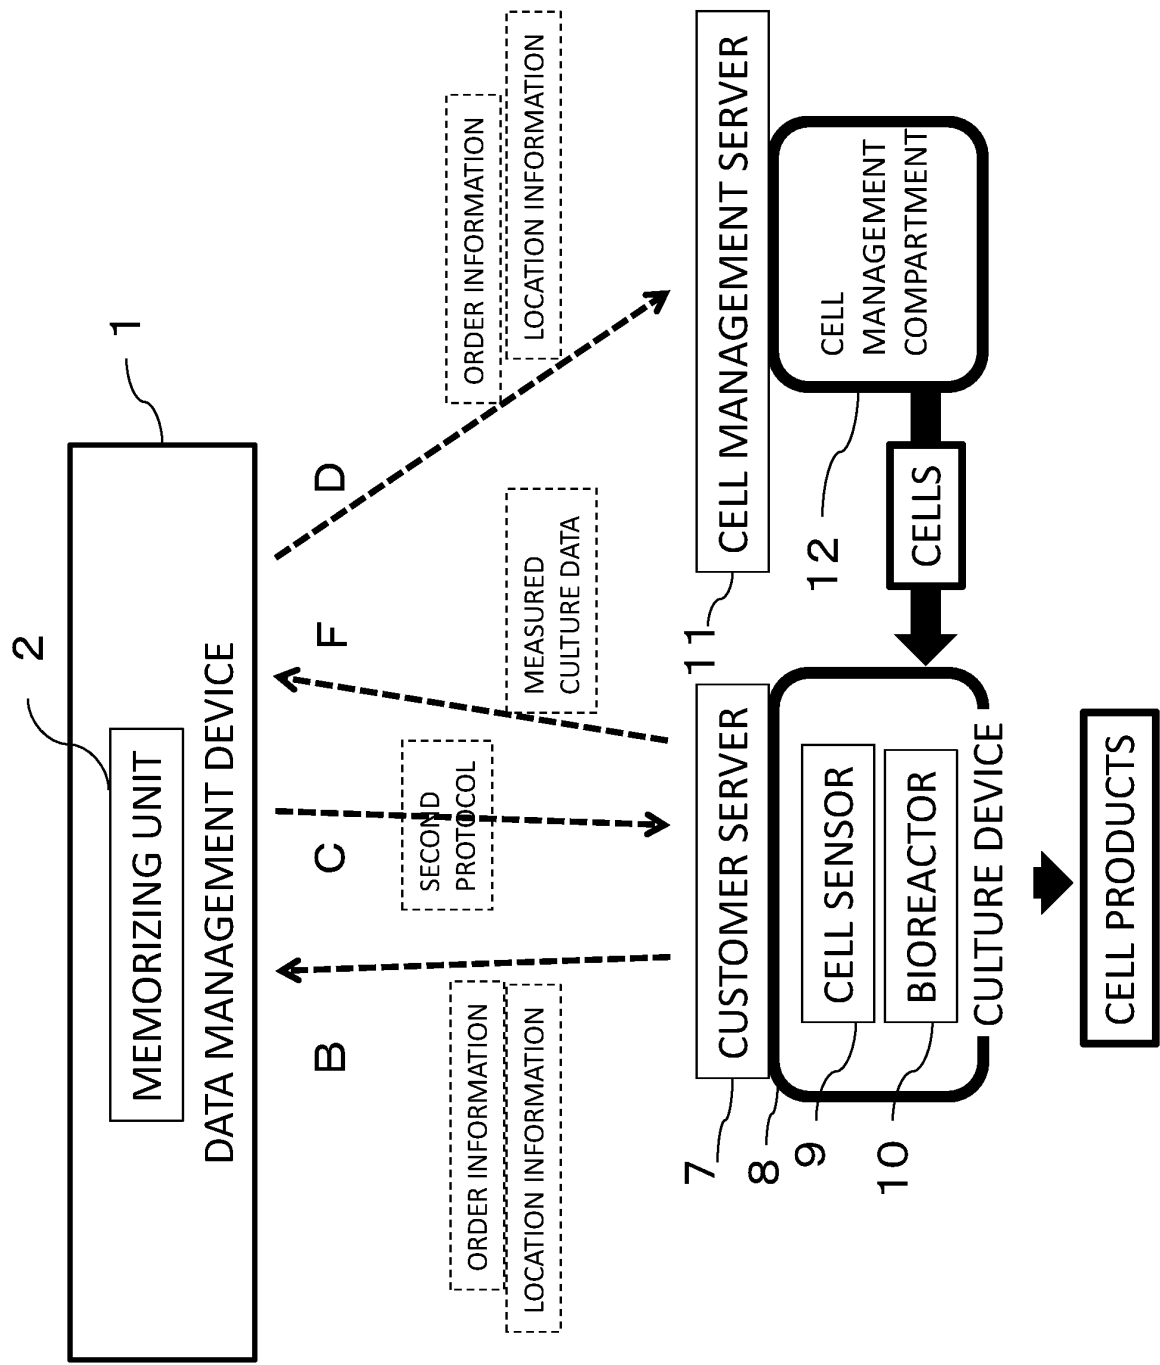 1
2
MEMORIZING UNIT
DATA MANAGEMENT DEVICE
B
C
F
D
ORDER INFORMATION
LOCATION INFORMATION
SECOND
PROTOCOL
MEASURED
CULTURE DATA
ORDER INFORMATION
LOCATION INFORMATION
7
CUSTOMER SERVER
11
CELL MANAGEMENT SERVER
8
9
CELL SENSOR
10
BIOREACTOR
CULTURE DEVICE
12
CELL
MANAGEMENT
COMPARTMENT
CELLS
CELL PRODUCTS